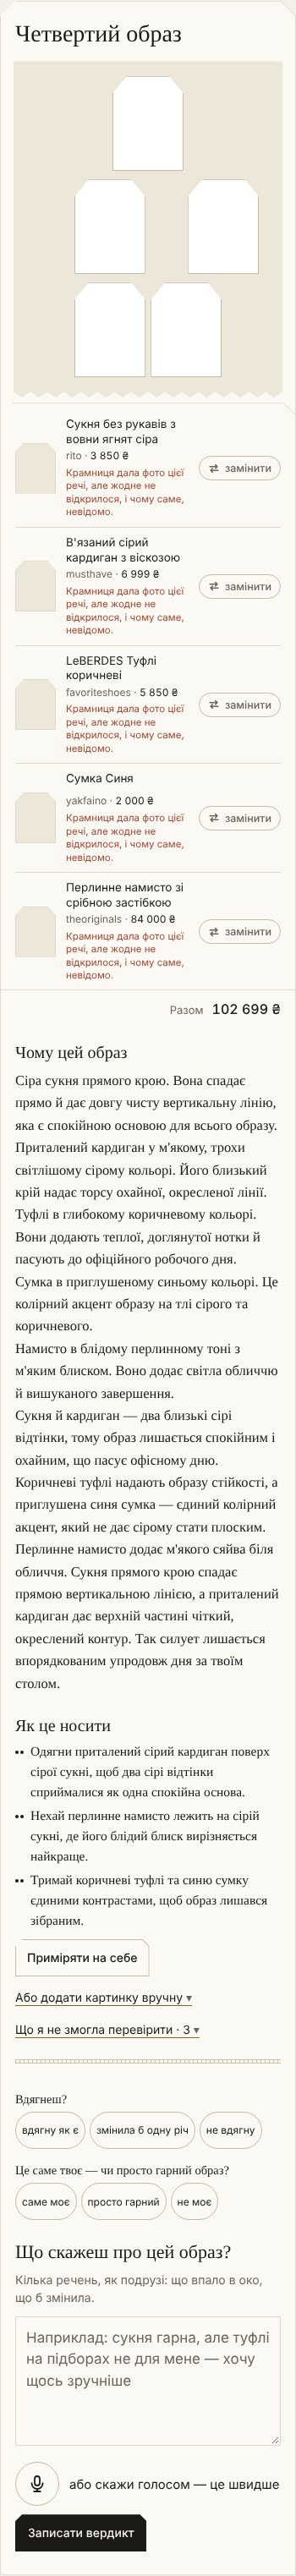 Четвертий образ
Сукня без рукавів з
вовни ягнят сіра
rito · 3 850 ₴
Крамниця дала фото цієї
речі, але жодне не
відкрилося, і чому саме,
невідомо.
замінити
В'язаний сірий
кардиган з віскозою
musthave · 6 999 ₴
Крамниця дала фото цієї
речі, але жодне не
відкрилося, і чому саме,
невідомо.
замінити
LeBERDES Туфлі
коричневі
favoriteshoes · 5 850 ₴
Крамниця дала фото цієї
речі, але жодне не
відкрилося, і чому саме,
невідомо.
замінити
Сумка Синя
yakfaino · 2 000 ₴
Крамниця дала фото цієї
речі, але жодне не
відкрилося, і чому саме,
невідомо.
замінити
Перлинне намисто зі
срібною застібкою
theoriginals · 84 000 ₴
Крамниця дала фото цієї
речі, але жодне не
відкрилося, і чому саме,
невідомо.
замінити
Разом 102 699 ₴
Чому цей образ
Сіра сукня прямого крою. Вона спадає
прямо й дає довгу чисту вертикальну лінію,
яка є спокійною основою для всього образу.
Приталений кардиган у м'якому, трохи
світлішому сірому кольорі. Його близький
крій надає торсу охайної, окресленої лінії.
Туфлі в глибокому коричневому кольорі.
Вони додають теплої, доглянутої нотки й
пасують до офіційного робочого дня.
Сумка в приглушеному синьому кольорі. Це
колірний акцент образу на тлі сірого та
коричневого.
Намисто в блідому перлинному тоні з
м'яким блиском. Воно додає світла обличчю
й вишуканого завершення.
Сукня й кардиган — два близькі сірі
відтінки, тому образ лишається спокійним і
охайним, що пасує офісному дню.
Коричневі туфлі надають образу стійкості, а
приглушена синя сумка — єдиний колірний
акцент, який не дає сірому стати плоским.
Перлинне намисто додає м'якого сяйва біля
обличчя. Сукня прямого крою спадає
прямою вертикальною лінією, а приталений
кардиган дає верхній частині чіткий,
окреслений контур. Так силует лишається
впорядкованим упродовж дня за твоїм
столом.
Як це носити
•• Одягни приталений сірий кардиган поверх
сірої сукні, щоб два сірі відтінки
сприймалися як одна спокійна основа.
•• Нехай перлинне намисто лежить на сірій
сукні, де його блідий блиск вирізняється
найкраще.
•• Тримай коричневі туфлі та синю сумку
єдиними контрастами, щоб образ лишався
зібраним.
Приміряти на себе
Або додати картинку вручну ▾
Що я не змогла перевірити · 3 ▾
Вдягнеш?
вдягну як є
змінила б одну річ
не вдягну
Це саме твоє — чи просто гарний образ?
саме моє
просто гарний
не моє
Що скажеш про цей образ?
Кілька речень, як подрузі: що впало в око,
що б змінила.
Наприклад: сукня гарна, але туфлі
на підборах не для мене — хочу
щось зручніше
або скажи голосом — це швидше
Записати вердикт